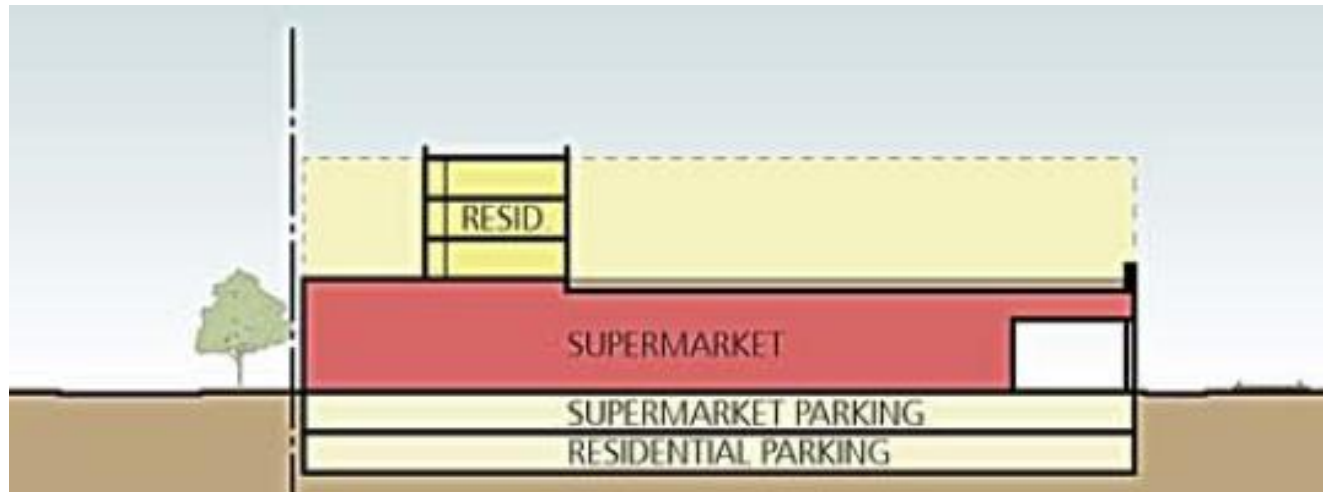 RESID.
SUPERMARKET
SUPERMARKET PARKING
RESIDENTIAL PARKING